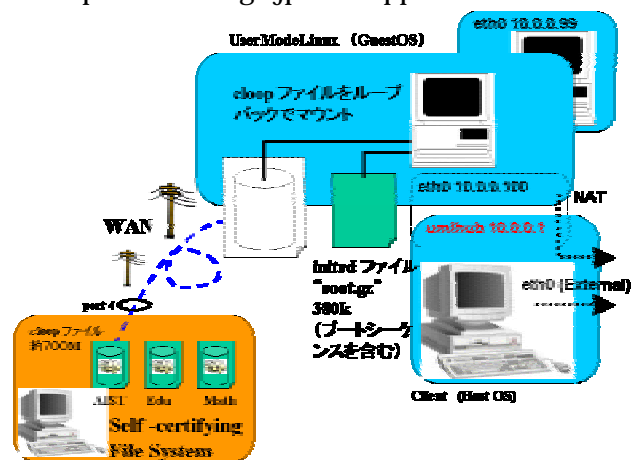 UserModeLinux (GuestOS)
eth0 10.0.0.99
cloop ファイルをループ
バックでマウント
eth0 10.0.0.100
NAT
WAN
umlhub 10.0.0.1
initrd ファイル
"root.gz"
380k
(ブートシーケ
ンスを含む)
eth0 (External)
port 4
cloop ファイル
約700M
AIST Edu Math
Self -certifying
File System
Client (Host OS)